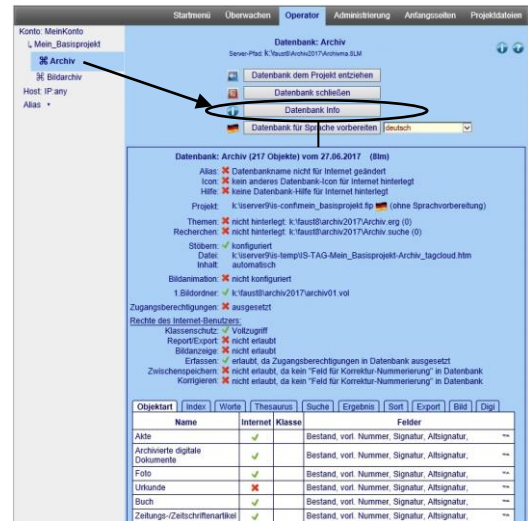 Startmenü Überwachen Operator Administrierung Anfangsseiten Projektdateien
Konto: MeinKonto
Mein_Basisprojekt
Archiv
Bildarchiv
Host: IP:any
Alias
Datenbank: Archiv
Server-Pfad: k:\faust8\Archiv2017\Archivma.8LM
Datenbank dem Projekt entziehen
Datenbank schließen
Datenbank Info
Datenbank für Sprache vorbereiten deutsch
Datenbank: Archiv (217 Objekte) vom 27.06.2017 (8lm)
Alias: Datenbankname nicht für Internet geändert
Icon: kein anderes Datenbank-Icon für Internet hinterlegt
Hilfe: keine Datenbank-Hilfe für Internet hinterlegt
Projekt: k:\iserver9\is-conf\mein_basisprojekt.fip (ohne Sprachvorbereitung)
Themen: nicht hinterlegt: k:\faust8\archiv2017\Archiv.erg (0)
Recherchen: nicht hinterlegt: k:\faust8\archiv2017\Archiv.suche (0)
Stöbern: konfiguriert
Datei: k:\iserver9\is-temp\IS-TAG-Mein_Basisprojekt-Archiv_tagcloud.htm
Inhalt: automatisch
Bildanimation: nicht konfiguriert
1.Bildordner: k:\faust8\archiv2017\archiv01.vol
Zugangsberechtigungen: ausgesetzt
Rechte des Internet-Benutzers:
Klassenschutz: Vollzugriff
Report/Export: nicht erlaubt
Bildanzeige: nicht erlaubt
Erfassen: erlaubt, da Zugangsberechtigungen in Datenbank ausgesetzt
Zwischenspeichern: nicht erlaubt, da kein "Feld für Korrektur-Nummerierung" in Datenbank
Korrigieren: nicht erlaubt, da kein "Feld für Korrektur-Nummerierung" in Datenbank
Objektart Index Worte Thesaurus Suche Ergebnis Sort Export Bild Digi
Name Internet Klasse Felder
Akte Bestand, vorl. Nummer, Signatur, Altsignatur,
Archivierte digitale
Dokumente Bestand, vorl. Nummer, Signatur, Altsignatur,
Foto Bestand, vorl. Nummer, Signatur, Altsignatur,
Urkunde Bestand, vorl. Nummer, Signatur, Altsignatur,
Buch Bestand, vorl. Nummer, Signatur, Altsignatur,
Zeitungs-/Zeitschriftenartikel Bestand, vorl. Nummer, Signatur, Altsignatur,